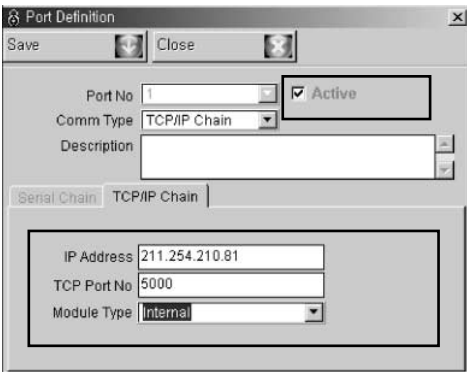 Port Definition
Save Close
Port No 1 Active
Comm Type TCP/IP Chain
Description
Serial Chain TCP/IP Chain
IP Address 211.254.210.81
TCP Port No 5000
Module Type Internal